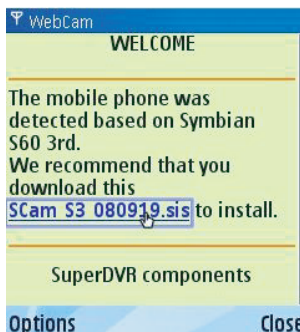 WebCam
WELCOME
The mobile phone was
detected based on Symbian
S60 3rd.
We recommend that you
download this
SCam S3 080919.sis to install.
SuperDVR components
Options Close